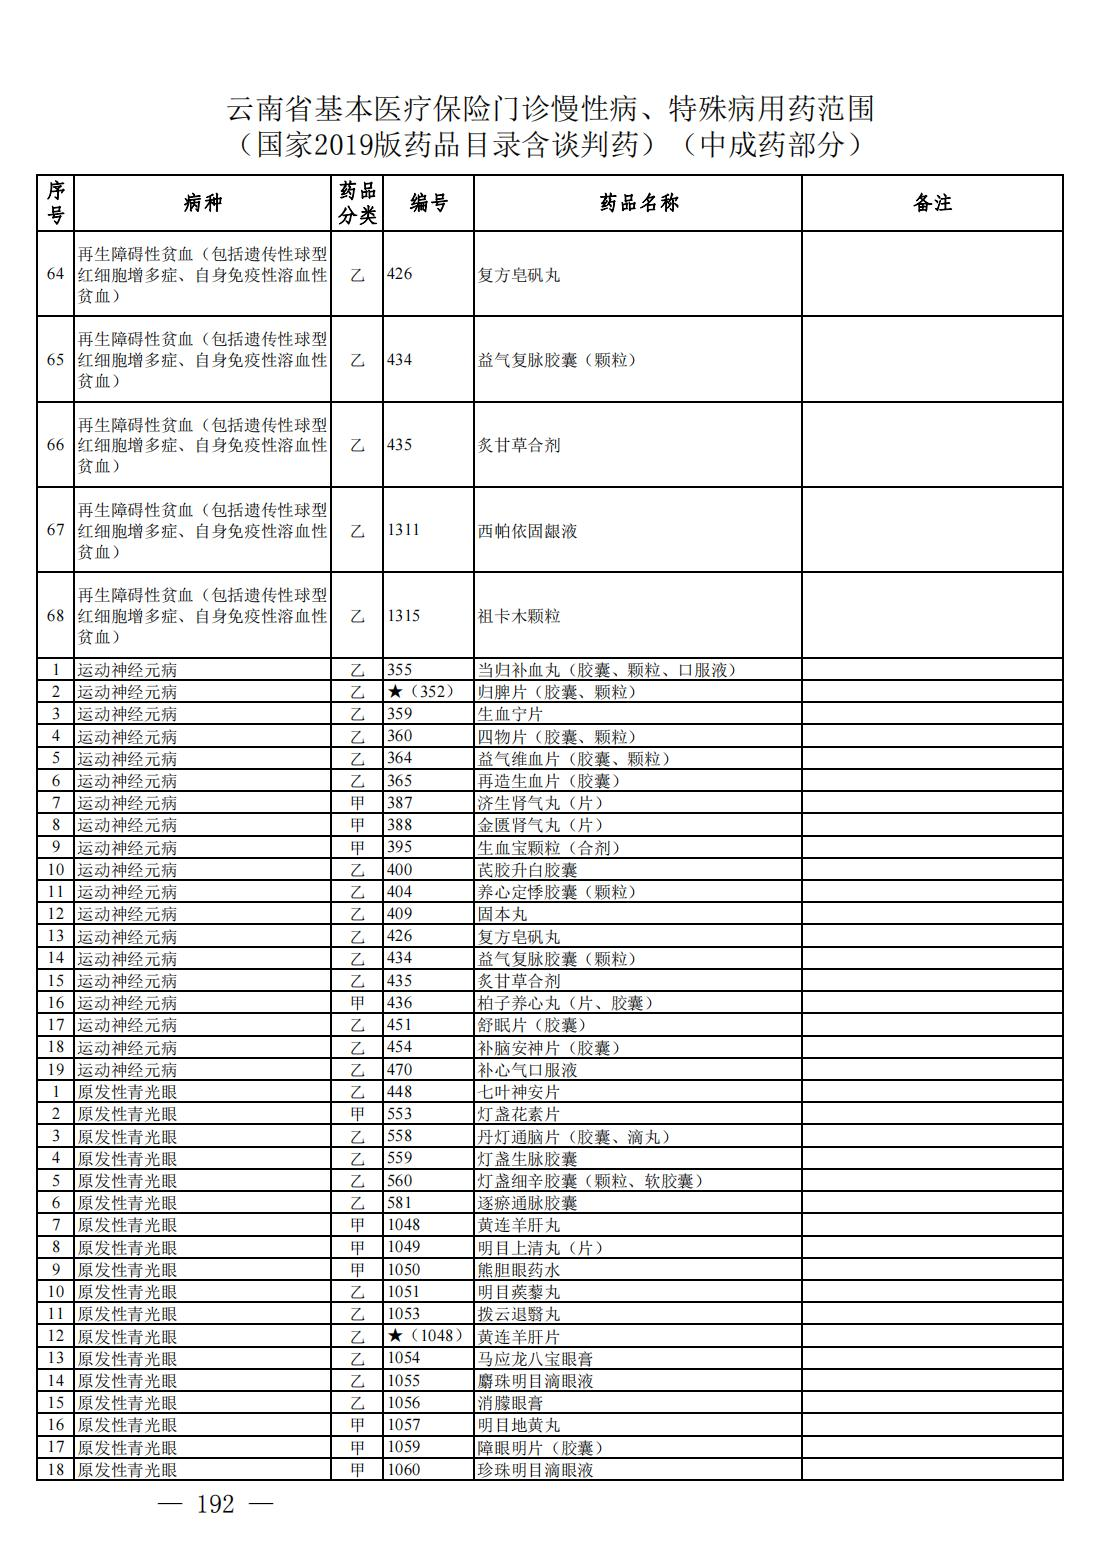 云南省基本医疗保险门诊慢性病、特殊病用药范围
（国家2019版药品目录含谈判药）（中成药部分）
序号 病种 药品分类 编号 药品名称 备注
64 再生障碍性贫血（包括遗传性球型红细胞增多症、自身免疫性溶血性贫血） 乙 426 复方皂矾丸
65 再生障碍性贫血（包括遗传性球型红细胞增多症、自身免疫性溶血性贫血） 乙 434 益气复脉胶囊（颗粒）
66 再生障碍性贫血（包括遗传性球型红细胞增多症、自身免疫性溶血性贫血） 乙 435 炙甘草合剂
67 再生障碍性贫血（包括遗传性球型红细胞增多症、自身免疫性溶血性贫血） 乙 1311 西帕依固龈液
68 再生障碍性贫血（包括遗传性球型红细胞增多症、自身免疫性溶血性贫血） 乙 1315 祖卡木颗粒
1 运动神经元病 乙 355 当归补血丸（胶囊、颗粒、口服液）
2 运动神经元病 乙 ★（352） 归脾片（胶囊、颗粒）
3 运动神经元病 乙 359 生血宁片
4 运动神经元病 乙 360 四物片（胶囊、颗粒）
5 运动神经元病 乙 364 益气维血片（胶囊、颗粒）
6 运动神经元病 乙 365 再造生血片（胶囊）
7 运动神经元病 甲 387 济生肾气丸（片）
8 运动神经元病 甲 388 金匮肾气丸（片）
9 运动神经元病 甲 395 生血宝颗粒（合剂）
10 运动神经元病 乙 400 芪胶升白胶囊
11 运动神经元病 乙 404 养心定悸胶囊（颗粒）
12 运动神经元病 乙 409 固本丸
13 运动神经元病 乙 426 复方皂矾丸
14 运动神经元病 乙 434 益气复脉胶囊（颗粒）
15 运动神经元病 乙 435 炙甘草合剂
16 运动神经元病 甲 436 柏子养心丸（片、胶囊）
17 运动神经元病 乙 451 舒眠片（胶囊）
18 运动神经元病 乙 454 补脑安神片（胶囊）
19 运动神经元病 乙 470 补心气口服液
1 原发性青光眼 乙 448 七叶神安片
2 原发性青光眼 甲 553 灯盏花素片
3 原发性青光眼 乙 558 丹灯通脑片（胶囊、滴丸）
4 原发性青光眼 乙 559 灯盏生脉胶囊
5 原发性青光眼 乙 560 灯盏细辛胶囊（颗粒、软胶囊）
6 原发性青光眼 乙 581 逐瘀通脉胶囊
7 原发性青光眼 甲 1048 黄连羊肝丸
8 原发性青光眼 甲 1049 明目上清丸（片）
9 原发性青光眼 甲 1050 熊胆眼药水
10 原发性青光眼 乙 1051 明目蒺藜丸
11 原发性青光眼 乙 1053 拨云退翳丸
12 原发性青光眼 乙 ★（1048） 黄连羊肝片
13 原发性青光眼 乙 1054 马应龙八宝眼膏
14 原发性青光眼 乙 1055 麝珠明目滴眼液
15 原发性青光眼 乙 1056 消朦眼膏
16 原发性青光眼 甲 1057 明目地黄丸
17 原发性青光眼 甲 1059 障眼明片（胶囊）
18 原发性青光眼 甲 1060 珍珠明目滴眼液
— 192 —